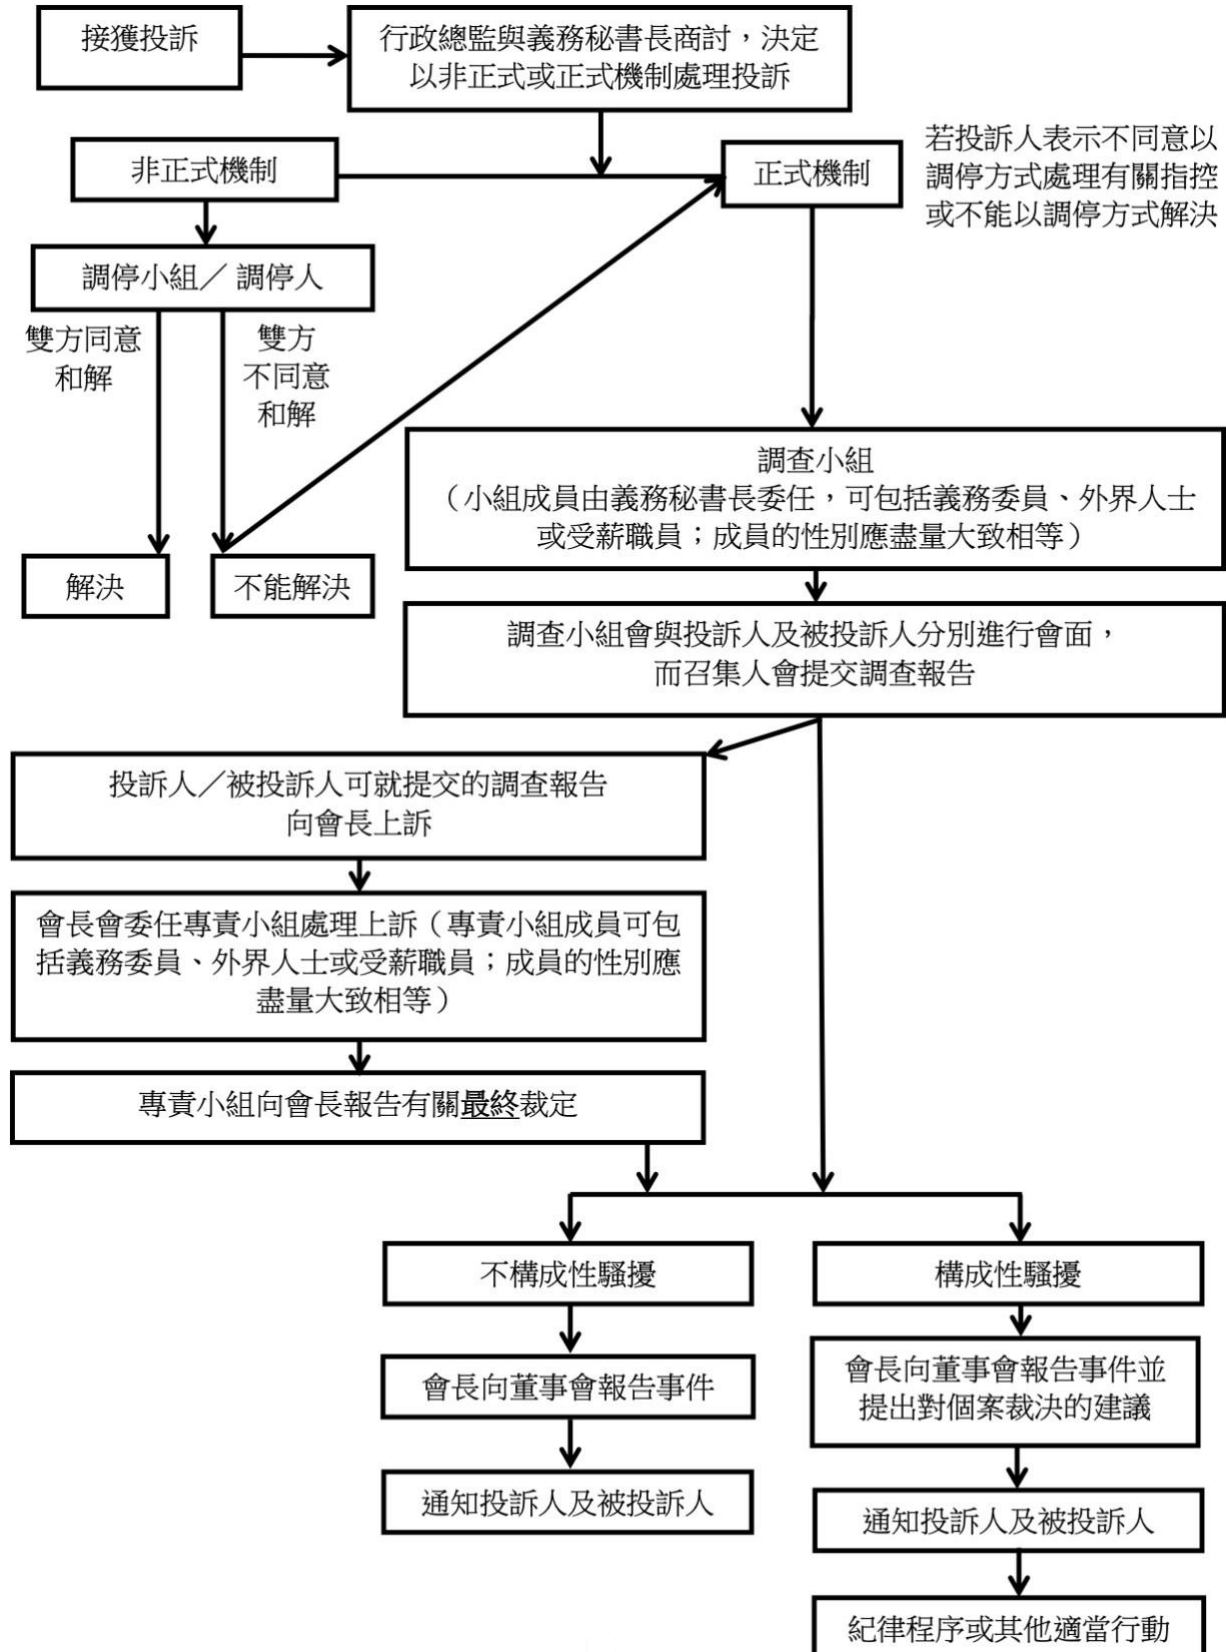 接獲投訴
行政總監與義務秘書長商討，決定
以非正式或正式機制處理投訴
非正式機制
正式機制
若投訴人表示不同意以
調停方式處理有關指控
或不能以調停方式解決
調停小組／ 調停人
雙方同意
和解
雙方
不同意
和解
解決
不能解決
調查小組
（小組成員由義務秘書長委任，可包括義務委員、外界人士
或受薪職員；成員的性別應盡量大致相等）
調查小組會與投訴人及被投訴人分別進行會面，
而召集人會提交調查報告
投訴人／被投訴人可就提交的調查報告
向會長上訴
會長會委任專責小組處理上訴（專責小組成員可包
括義務委員、外界人士或受薪職員；成員的性別應
盡量大致相等）
專責小組向會長報告有關最終裁定
不構成性騷擾
構成性騷擾
會長向董事會報告事件
會長向董事會報告事件並
提出對個案裁決的建議
通知投訴人及被投訴人
通知投訴人及被投訴人
紀律程序或其他適當行動